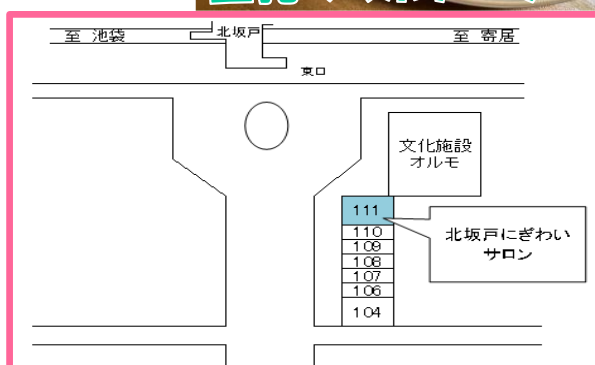 至 池袋
北坂戸
至 寄居
東口
文化施設
オルモ
111
110
109
108
107
106
104
北坂戸にぎわい
サロン